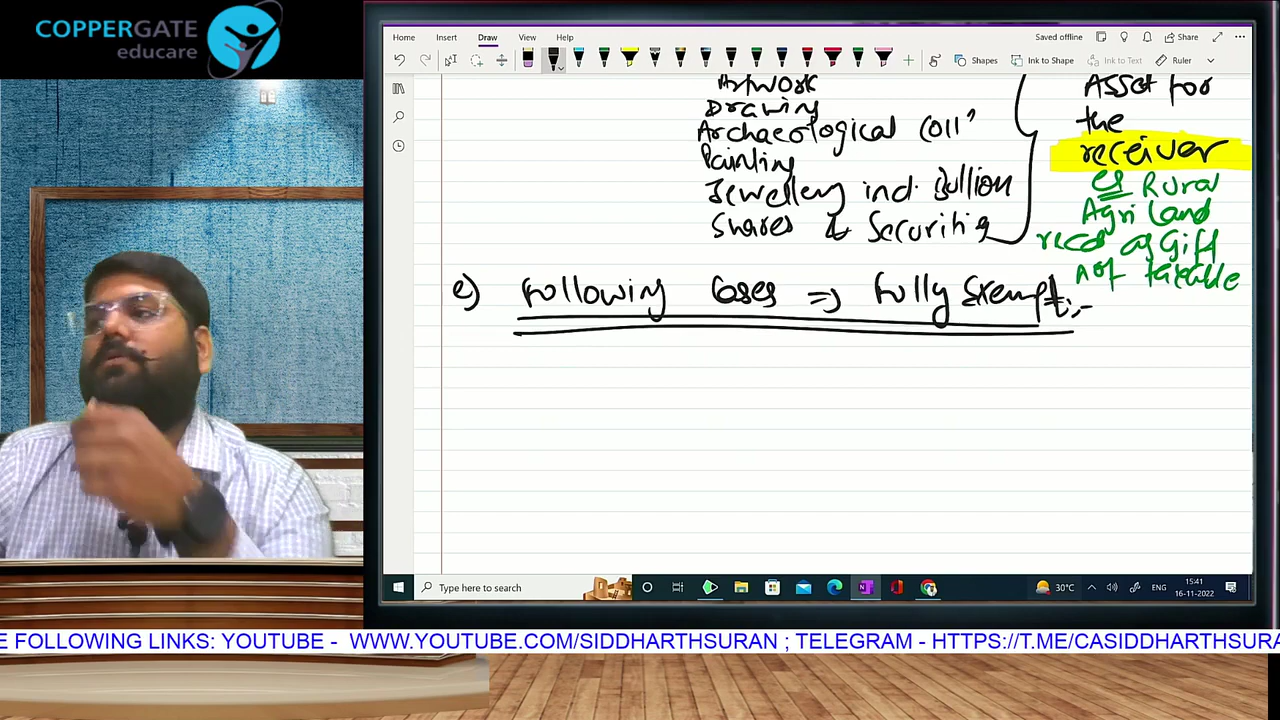 COPPERGATE
educare
Home Insert Draw View Help
Saved offline
Share
Shapes
Ink to Shape
Ink to Text
Ruler
Artwork
Drawing
Archaeological Coll'
Painting
Jewellery incl. Bullion
Shares & Securities
Asset for
the
receiver
eg Rural
Agri Land
recd as Gift
not taxable
e) Following Cases => Fully Exempt:-
Type here to search
30°C
ENG
15:41
16-11-2022
E FOLLOWING LINKS: YOUTUBE - WWW.YOUTUBE.COM/SIDDHARTHSURAN ; TELEGRAM - HTTPS://T.ME/CASIDDHARTHSURA